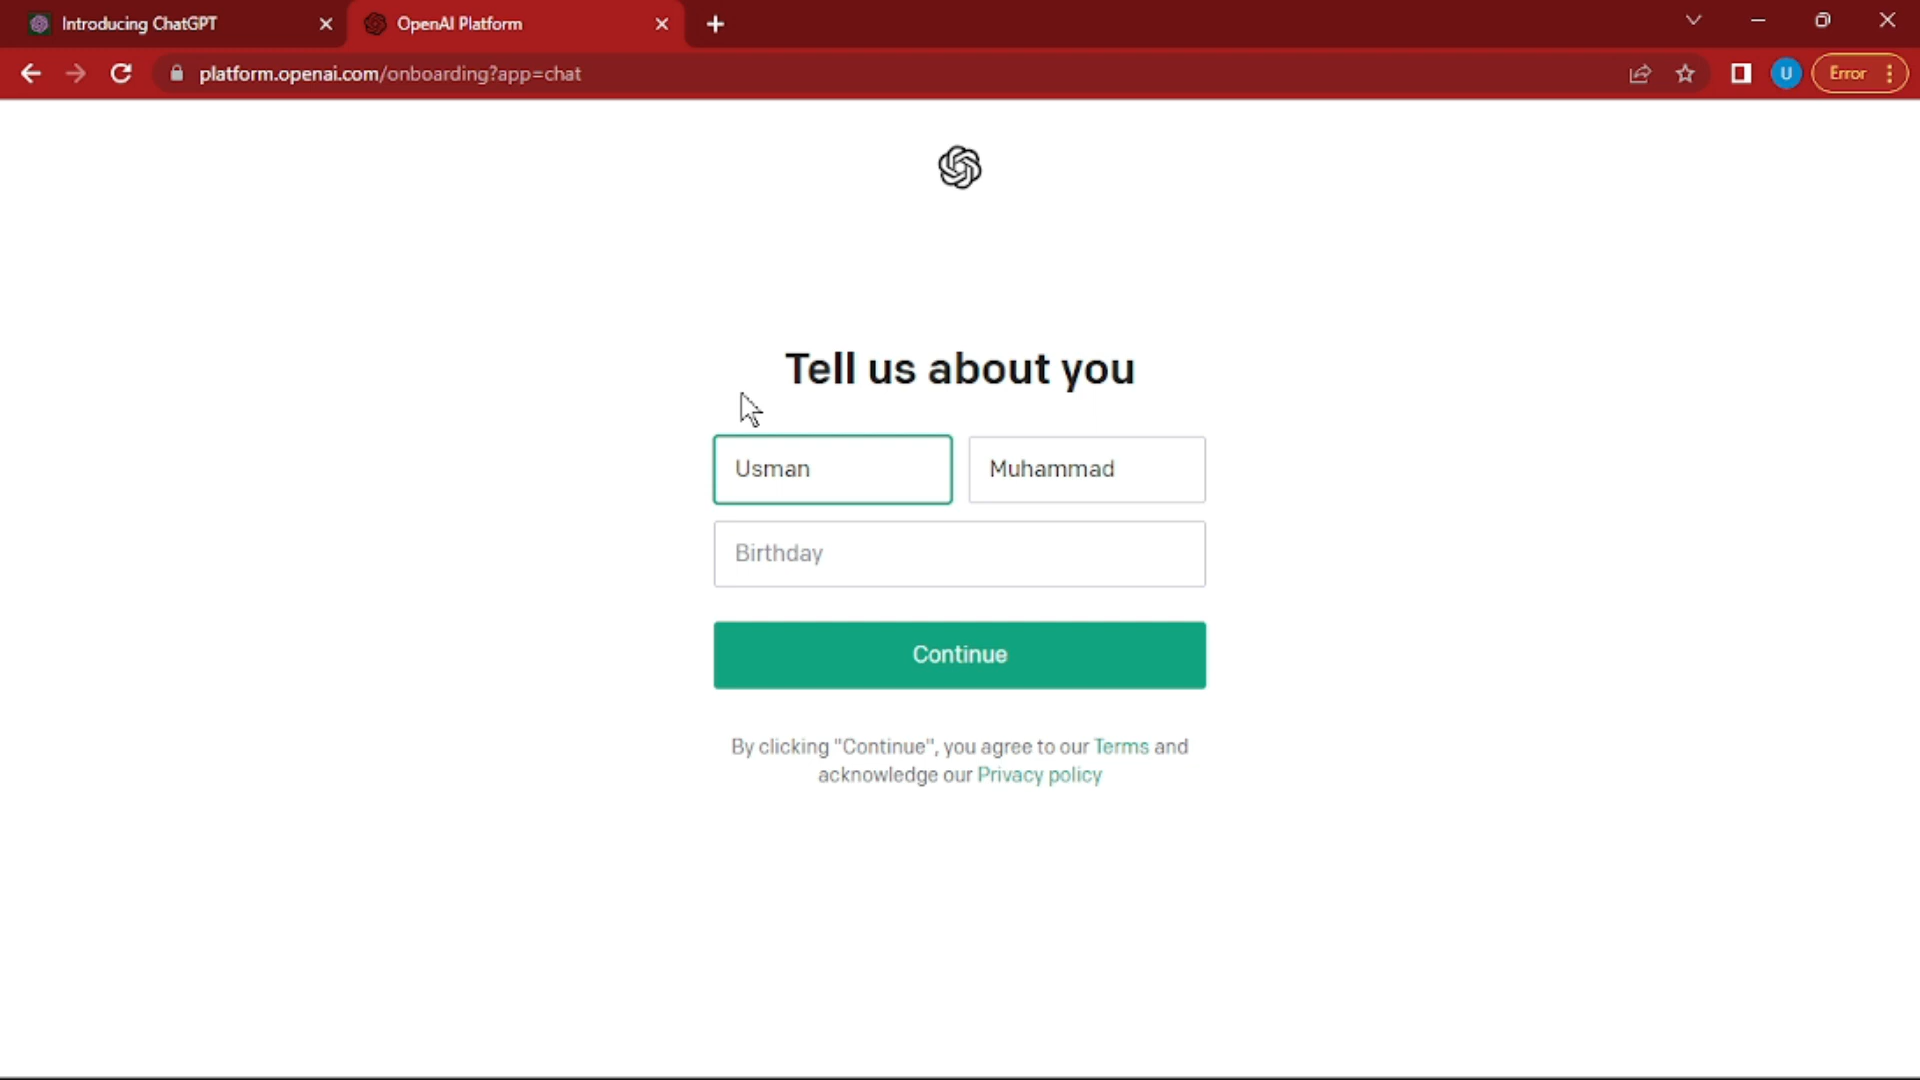 Introducing ChatGPT
OpenAI Platform
platform.openai.com/onboarding?app=chat
U
Error
Tell us about you
Usman
Muhammad
Birthday
Continue
By clicking "Continue", you agree to our Terms and
acknowledge our Privacy policy